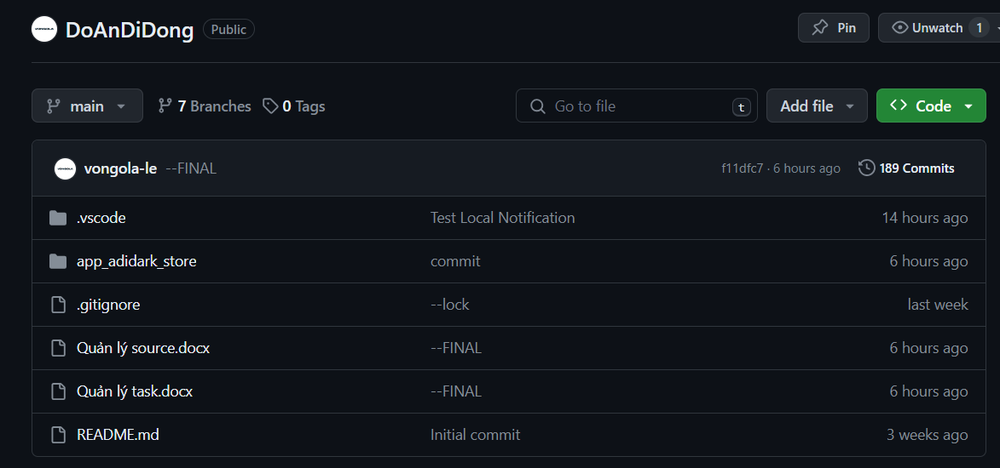 DoAnDiDong Public Pin Unwatch 1
main 7 Branches 0 Tags Go to file t Add file Code
vongola-le --FINAL f11dfc7 · 6 hours ago 189 Commits
.vscode Test Local Notification 14 hours ago
app_adidark_store commit 6 hours ago
.gitignore --lock last week
Quản lý source.docx --FINAL 6 hours ago
Quản lý task.docx --FINAL 6 hours ago
README.md Initial commit 3 weeks ago